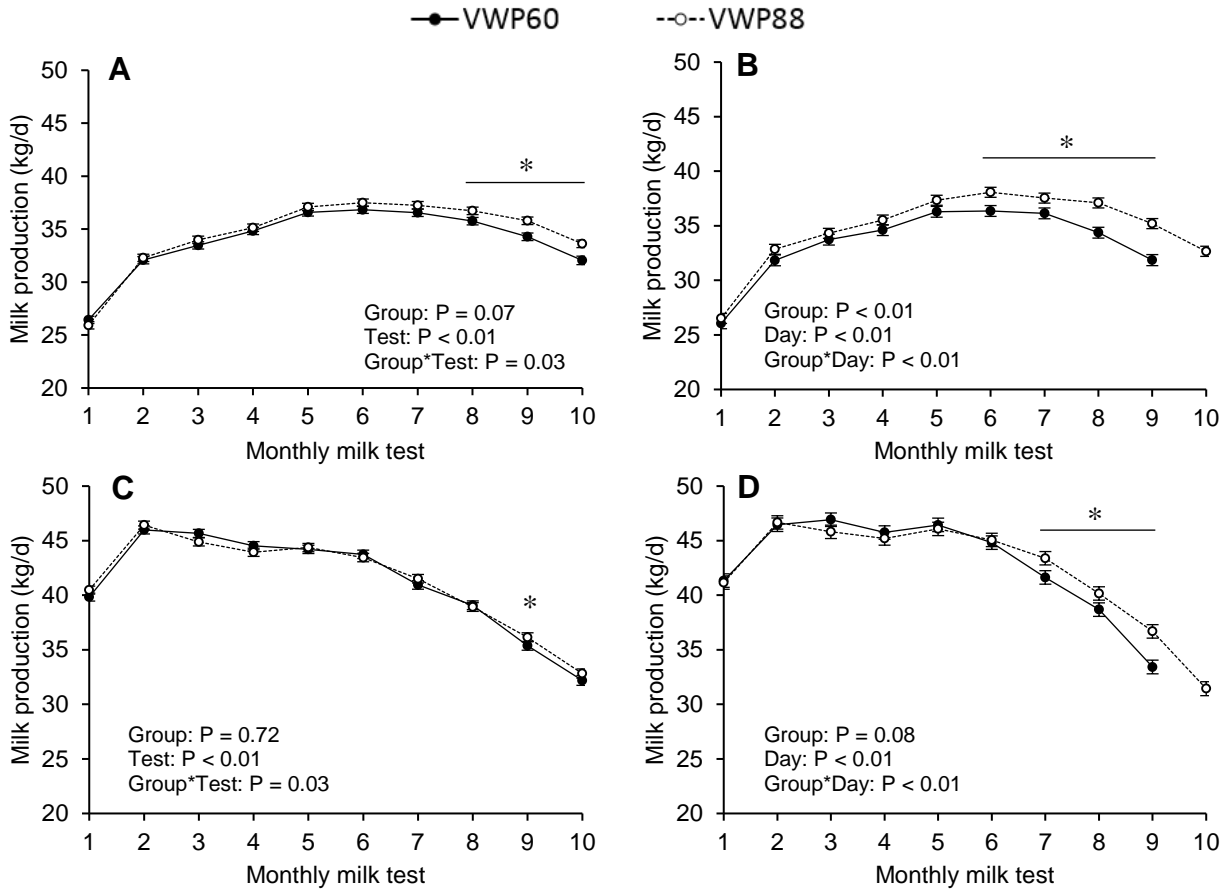 VWP60 VWP88
A
Milk production (kg/d)
50
45
40
35
30
25
20
*
Group: P = 0.07
Test: P < 0.01
Group*Test: P = 0.03
1 2 3 4 5 6 7 8 9 10
Monthly milk test
B
Milk production (kg/d)
50
45
40
35
30
25
20
*
Group: P < 0.01
Day: P < 0.01
Group*Day: P < 0.01
1 2 3 4 5 6 7 8 9 10
Monthly milk test
C
Milk production (kg/d)
50
45
40
35
30
25
20
*
Group: P = 0.72
Test: P < 0.01
Group*Test: P = 0.03
1 2 3 4 5 6 7 8 9 10
Monthly milk test
D
Milk production (kg/d)
50
45
40
35
30
25
20
*
Group: P = 0.08
Day: P < 0.01
Group*Day: P < 0.01
1 2 3 4 5 6 7 8 9 10
Monthly milk test